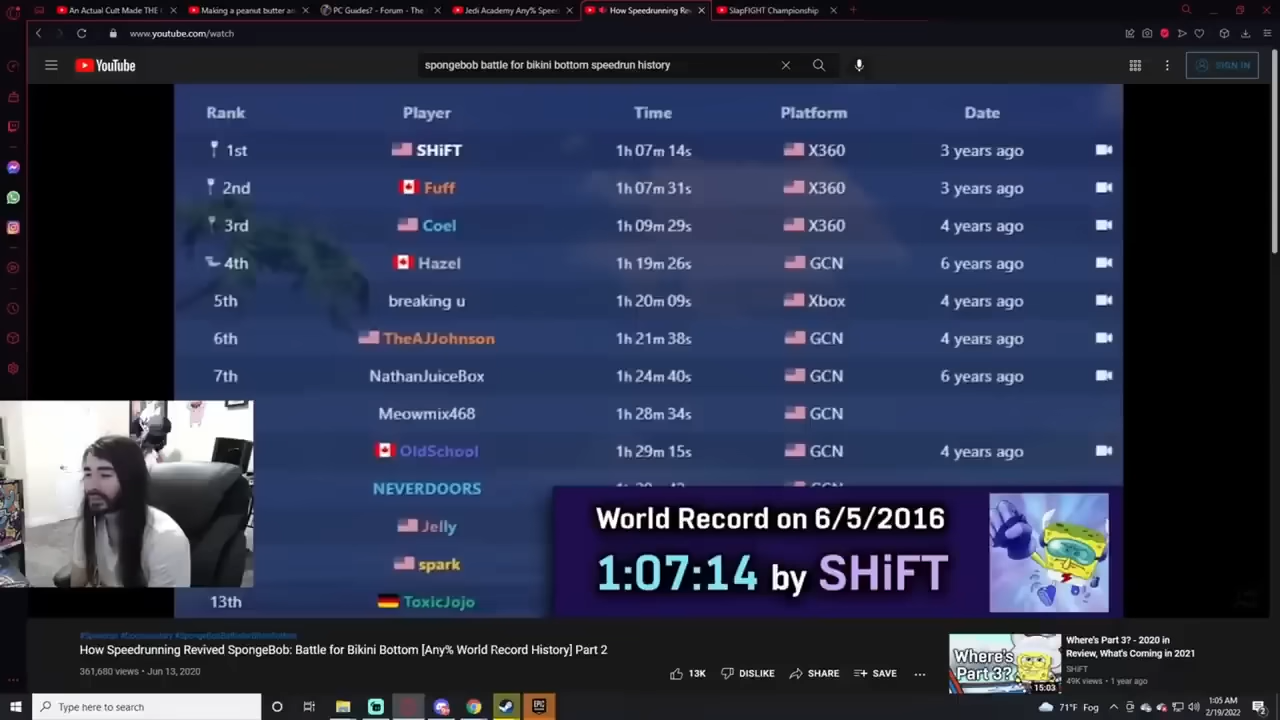 An Actual Cult Made THE
Making a peanut butter an
PC Guides? - Forum - The
Jedi Academy Any% Speed
How Speedrunning Rev
SlapFIGHT Championship
www.youtube.com/watch
YouTube
spongebob battle for bikini bottom speedrun history
SIGN IN
Rank Player Time Platform Date
1st SHiFT 1h 07m 14s X360 3 years ago
2nd Fuff 1h 07m 31s X360 3 years ago
3rd Coel 1h 09m 29s X360 4 years ago
4th Hazel 1h 19m 26s GCN 6 years ago
5th breaking u 1h 20m 09s Xbox 4 years ago
6th TheAJJohnson 1h 21m 38s GCN 4 years ago
7th NathanJuiceBox 1h 24m 40s GCN 6 years ago
Meowmix468 1h 28m 34s GCN
OldSchool 1h 29m 15s GCN 4 years ago
NEVERDOORS
Jelly
spark
13th ToxicJojo
World Record on 6/5/2016
1:07:14 by SHiFT
#Speedrun #Documentary #SpongeBobBattleforBikiniBottom
How Speedrunning Revived SpongeBob: Battle for Bikini Bottom [Any% World Record History] Part 2
361,680 views • Jun 13, 2020
13K
DISLIKE
SHARE
SAVE
Where's
Part 3?
15:03
Where's Part 3? - 2020 in
Review, What's Coming in 2021
SHiFT
49K views • 1 year ago
Type here to search
71°F Fog
1:05 AM
2/19/2022